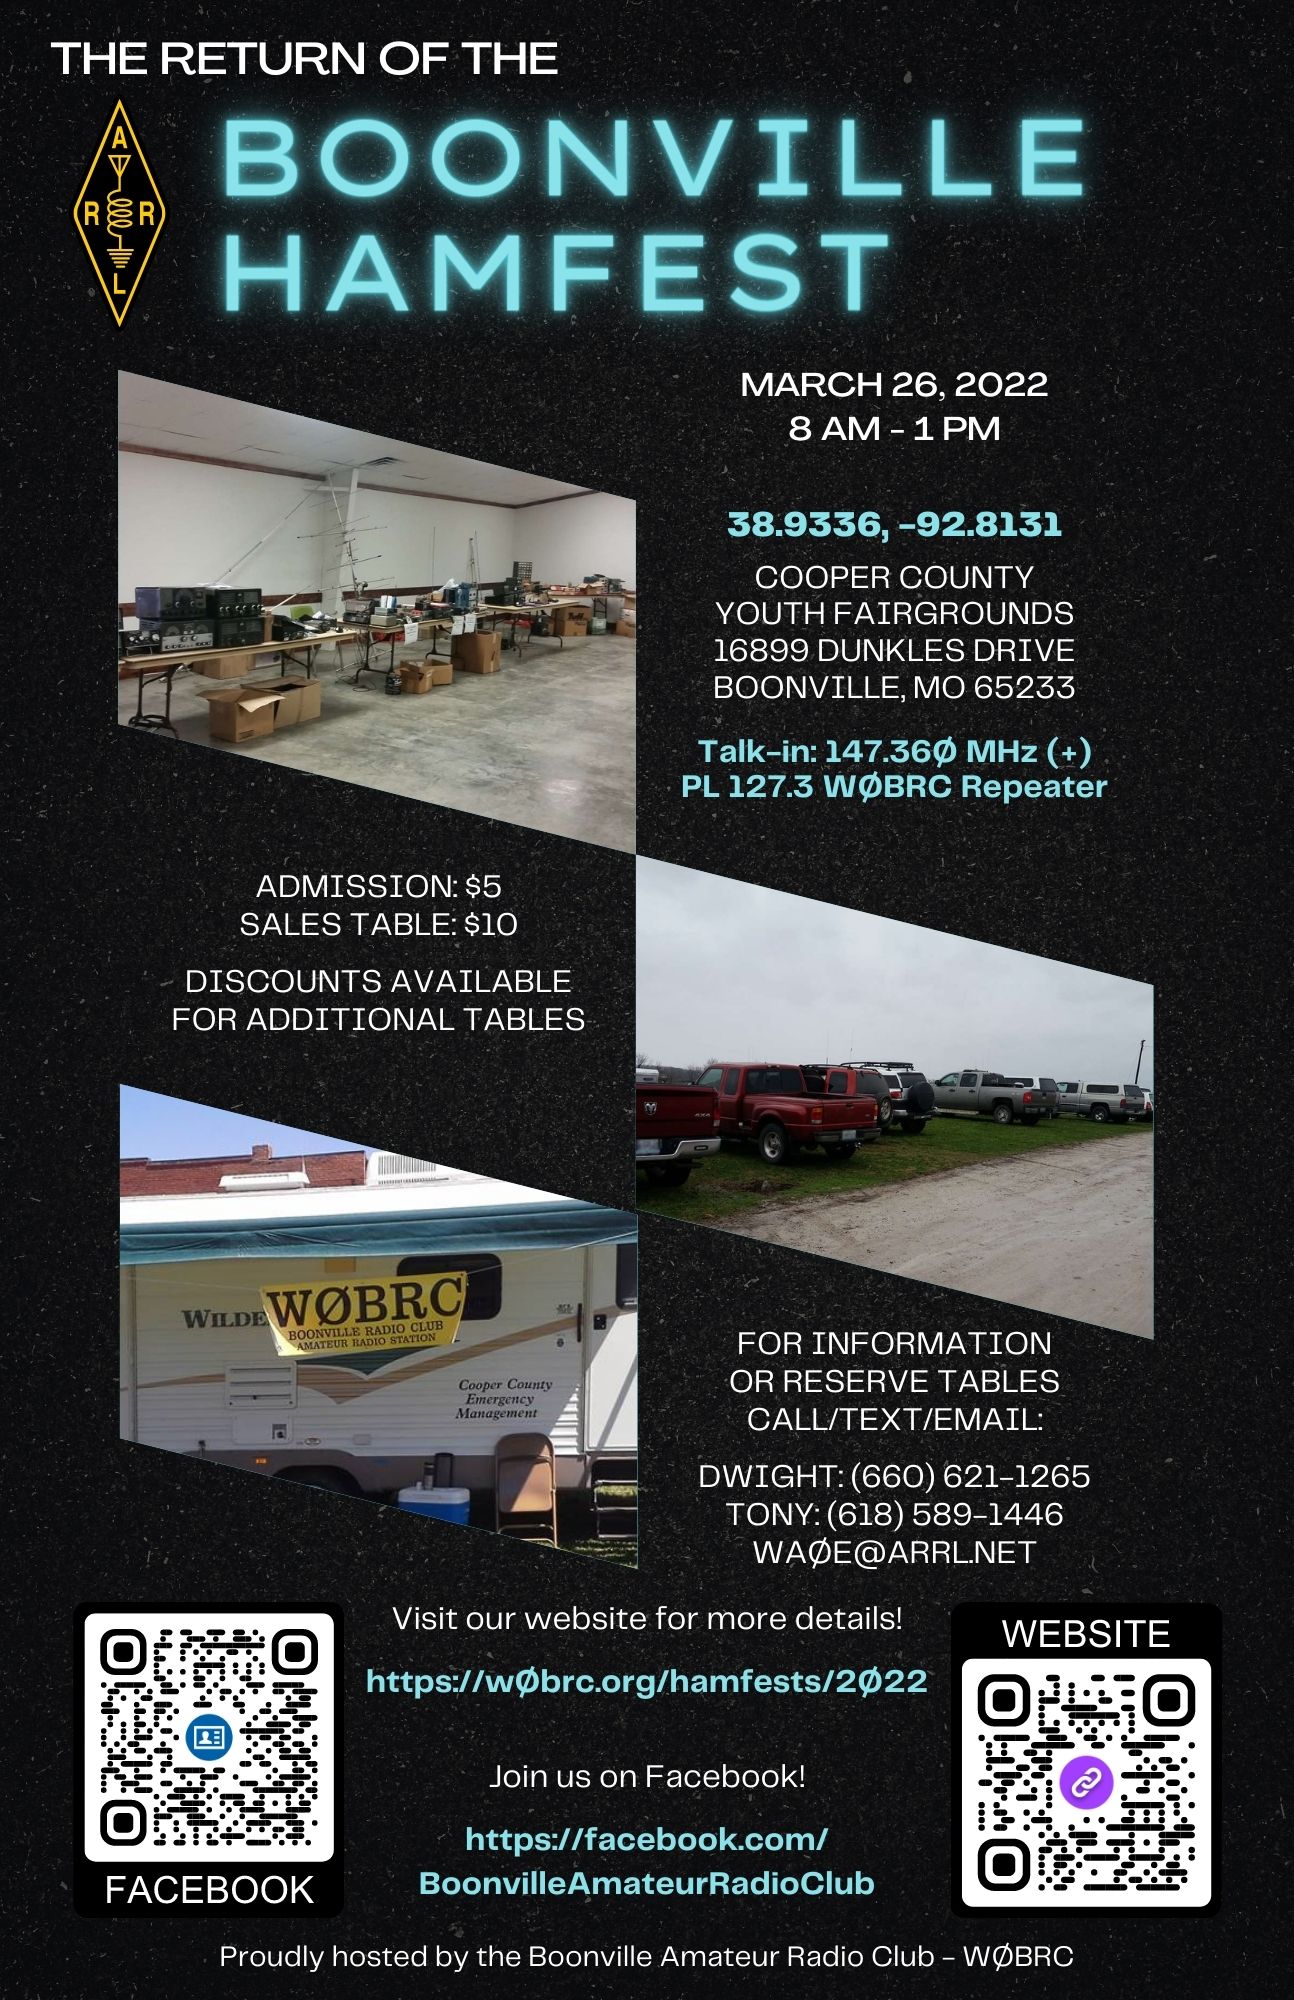 THE RETURN OF THE
A
R R
L
BOONVILLE
HAMFEST
MARCH 26, 2022
8 AM - 1 PM
38.9336, -92.8131
COOPER COUNTY
YOUTH FAIRGROUNDS
16899 DUNKLES DRIVE
BOONVILLE, MO 65233
Talk-in: 147.36Ø MHz (+)
PL 127.3 WØBRC Repeater
ADMISSION: $5
SALES TABLE: $10
DISCOUNTS AVAILABLE
FOR ADDITIONAL TABLES
4X4
WILDE
WØBRC
BOONVILLE RADIO CLUB
AMATEUR RADIO STATION
Cooper County
Emergency
Management
FOR INFORMATION
OR RESERVE TABLES
CALL/TEXT/EMAIL:
DWIGHT: (660) 621-1265
TONY: (618) 589-1446
WAØE@ARRL.NET
Visit our website for more details!
https://wØbrc.org/hamfests/2Ø22
Join us on Facebook!
https://facebook.com/
BoonvilleAmateurRadioClub
FACEBOOK
WEBSITE
Proudly hosted by the Boonville Amateur Radio Club - WØBRC